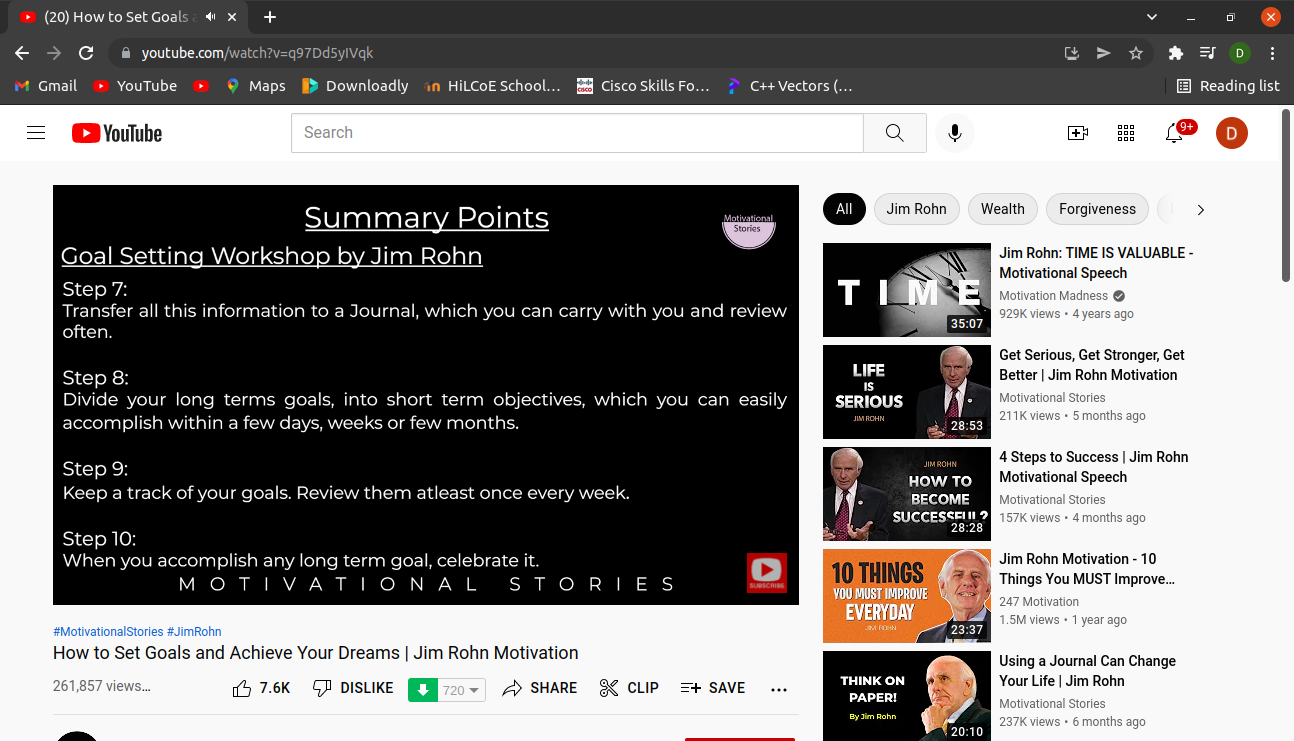 (20) How to Set Goals a
youtube.com/watch?v=q97Dd5yIVqk
D
Gmail
YouTube
Maps
Downloadly
HiLCoE School...
Cisco Skills Fo...
C++ Vectors (...
Reading list
YouTube
Search
9+
D
Summary Points
Motivational
Stories
Goal Setting Workshop by Jim Rohn
Step 7:
Transfer all this information to a Journal, which you can carry with you and review
often.
Step 8:
Divide your long terms goals, into short term objectives, which you can easily
accomplish within a few days, weeks or few months.
Step 9:
Keep a track of your goals. Review them atleast once every week.
Step 10:
When you accomplish any long term goal, celebrate it.
MOTIVATIONAL STORIES
SUBSCRIBE
#MotivationalStories #JimRohn
How to Set Goals and Achieve Your Dreams | Jim Rohn Motivation
261,857 views...
7.6K
DISLIKE
720
SHARE
CLIP
SAVE
All
Jim Rohn
Wealth
Forgiveness
TIME
35:07
Jim Rohn: TIME IS VALUABLE -
Motivational Speech
Motivation Madness
929K views • 4 years ago
LIFE
IS
SERIOUS
JIM ROHN
28:53
Get Serious, Get Stronger, Get
Better | Jim Rohn Motivation
Motivational Stories
211K views • 5 months ago
JIM ROHN
HOW TO
BECOME
SUCCESSFUL?
28:28
4 Steps to Success | Jim Rohn
Motivational Speech
Motivational Stories
157K views • 4 months ago
10 THINGS
YOU MUST IMPROVE
EVERYDAY
JIM ROHN
23:37
Jim Rohn Motivation - 10
Things You MUST Improve...
247 Motivation
1.5M views • 1 year ago
THINK ON
PAPER!
By Jim Rohn
20:10
Using a Journal Can Change
Your Life | Jim Rohn
Motivational Stories
237K views • 6 months ago